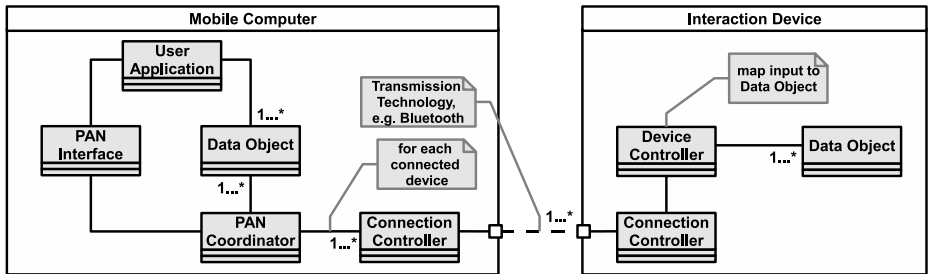 Mobile Computer
User
Application
1...*
PAN
Interface
Data Object
1...*
PAN
Coordinator
1...*
Connection
Controller
Transmission
Technology,
e.g. Bluetooth
for each
connected
device
1...*
Interaction Device
map input to
Data Object
Device
Controller
1...*
Data Object
Connection
Controller